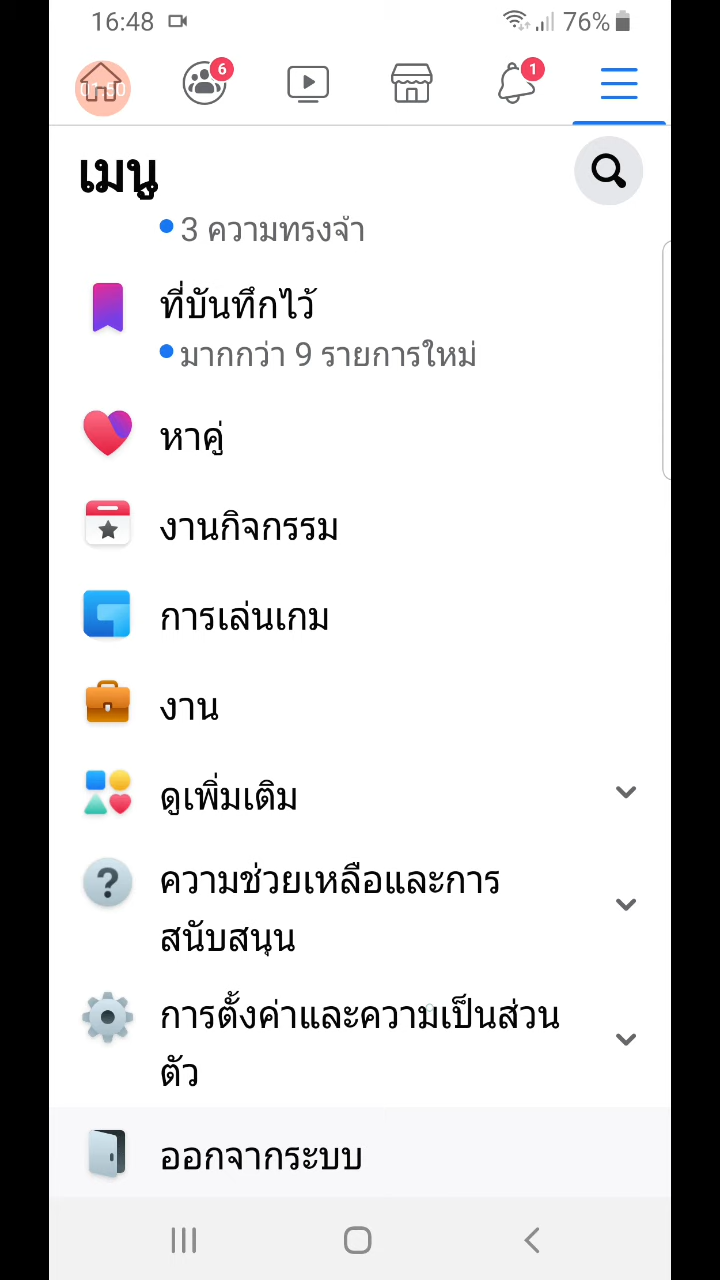 16:48 76%
01:50 6 1
เมนู
3 ความทรงจำ
ที่บันทึกไว้
มากกว่า 9 รายการใหม่
หาคู่
งานกิจกรรม
การเล่นเกม
งาน
ดูเพิ่มเติม
ความช่วยเหลือและการ
สนับสนุน
การตั้งค่าและความเป็นส่วน
ตัว
ออกจากระบบ